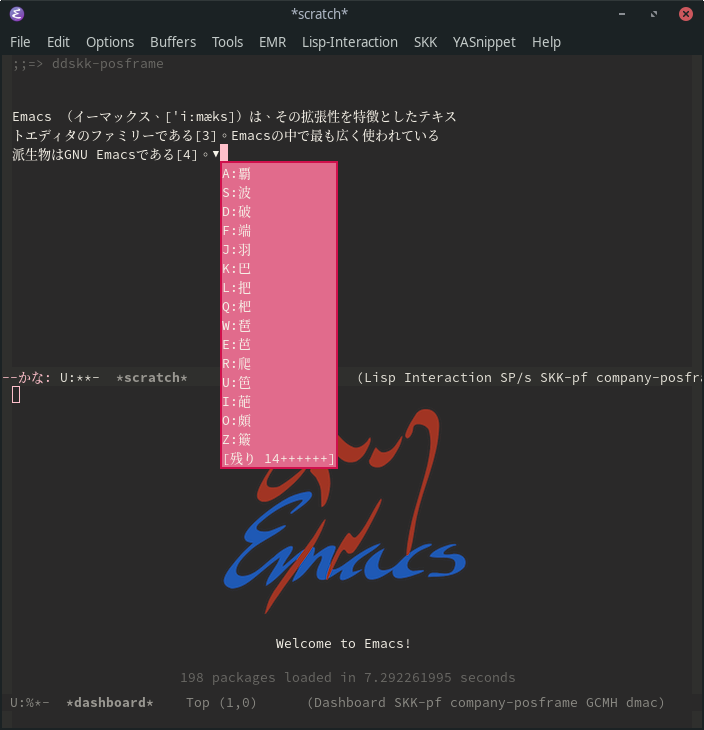 *scratch*
File Edit Options Buffers Tools EMR Lisp-Interaction SKK YASnippet Help
;;=> ddskk-posframe
Emacs （イーマックス、['i:mæks]）は、その拡張性を特徴としたテキス
トエディタのファミリーである[3]。Emacsの中で最も広く使われている
派生物はGNU Emacsである[4]。▼
A:覇
S:波
D:破
F:端
J:羽
K:巴
L:把
Q:杷
W:琶
E:芭
R:爬
U:笆
I:葩
O:頗
Z:簸
[残り 14++++++]
--かな: U:**- *scratch* (Lisp Interaction SP/s SKK-pf company-posfra
Emacs
Welcome to Emacs!
198 packages loaded in 7.292261995 seconds
U:%*- *dashboard* Top (1,0) (Dashboard SKK-pf company-posframe GCMH dmac)